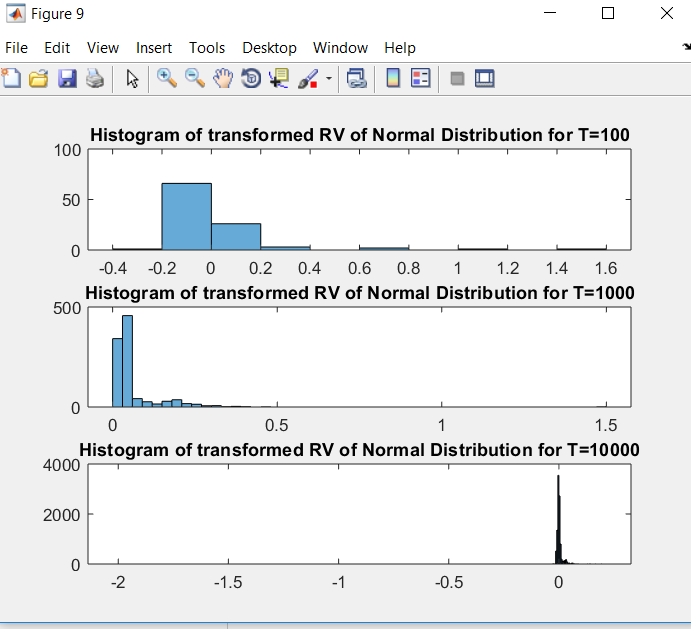 Figure 9
File Edit View Insert Tools Desktop Window Help
Histogram of transformed RV of Normal Distribution for T=100
100
50
0
-0.4 -0.2 0 0.2 0.4 0.6 0.8 1 1.2 1.4 1.6
Histogram of transformed RV of Normal Distribution for T=1000
500
0
0 0.5 1 1.5
Histogram of transformed RV of Normal Distribution for T=10000
4000
2000
0
-2 -1.5 -1 -0.5 0